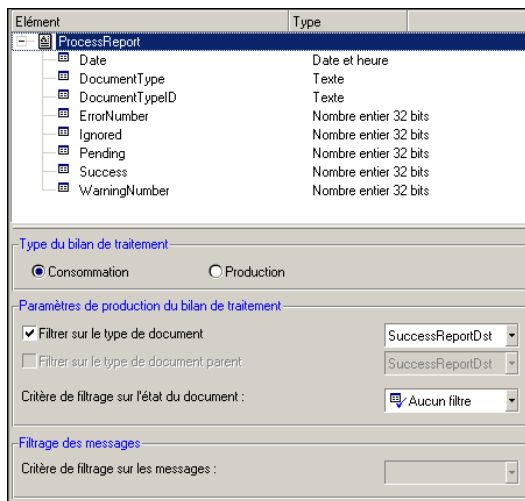 Elément Type
ProcessReport
Date Date et heure
DocumentType Texte
DocumentTypeID Texte
ErrorNumber Nombre entier 32 bits
Ignored Nombre entier 32 bits
Pending Nombre entier 32 bits
Success Nombre entier 32 bits
WarningNumber Nombre entier 32 bits
Type du bilan de traitement
Consommation Production
Paramètres de production du bilan de traitement
Filtrer sur le type de document SuccessReportDst
Filtrer sur le type de document parent SuccessReportDst
Critère de filtrage sur l'état du document : Aucun filtre
Filtrage des messages
Critère de filtrage sur les messages :